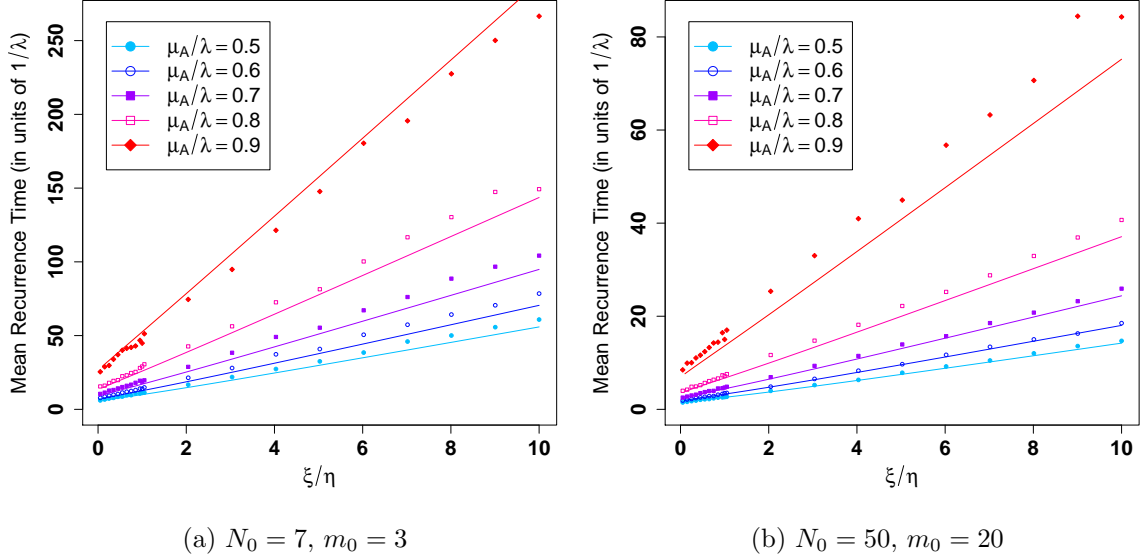 Mean Recurrence Time (in units of 1/λ)
0 50 100 150 200 250
μA/λ = 0.5
μA/λ = 0.6
μA/λ = 0.7
μA/λ = 0.8
μA/λ = 0.9
0 2 4 6 8 10
ξ/η
(a) N0 = 7, m0 = 3
Mean Recurrence Time (in units of 1/λ)
0 20 40 60 80
μA/λ = 0.5
μA/λ = 0.6
μA/λ = 0.7
μA/λ = 0.8
μA/λ = 0.9
0 2 4 6 8 10
ξ/η
(b) N0 = 50, m0 = 20